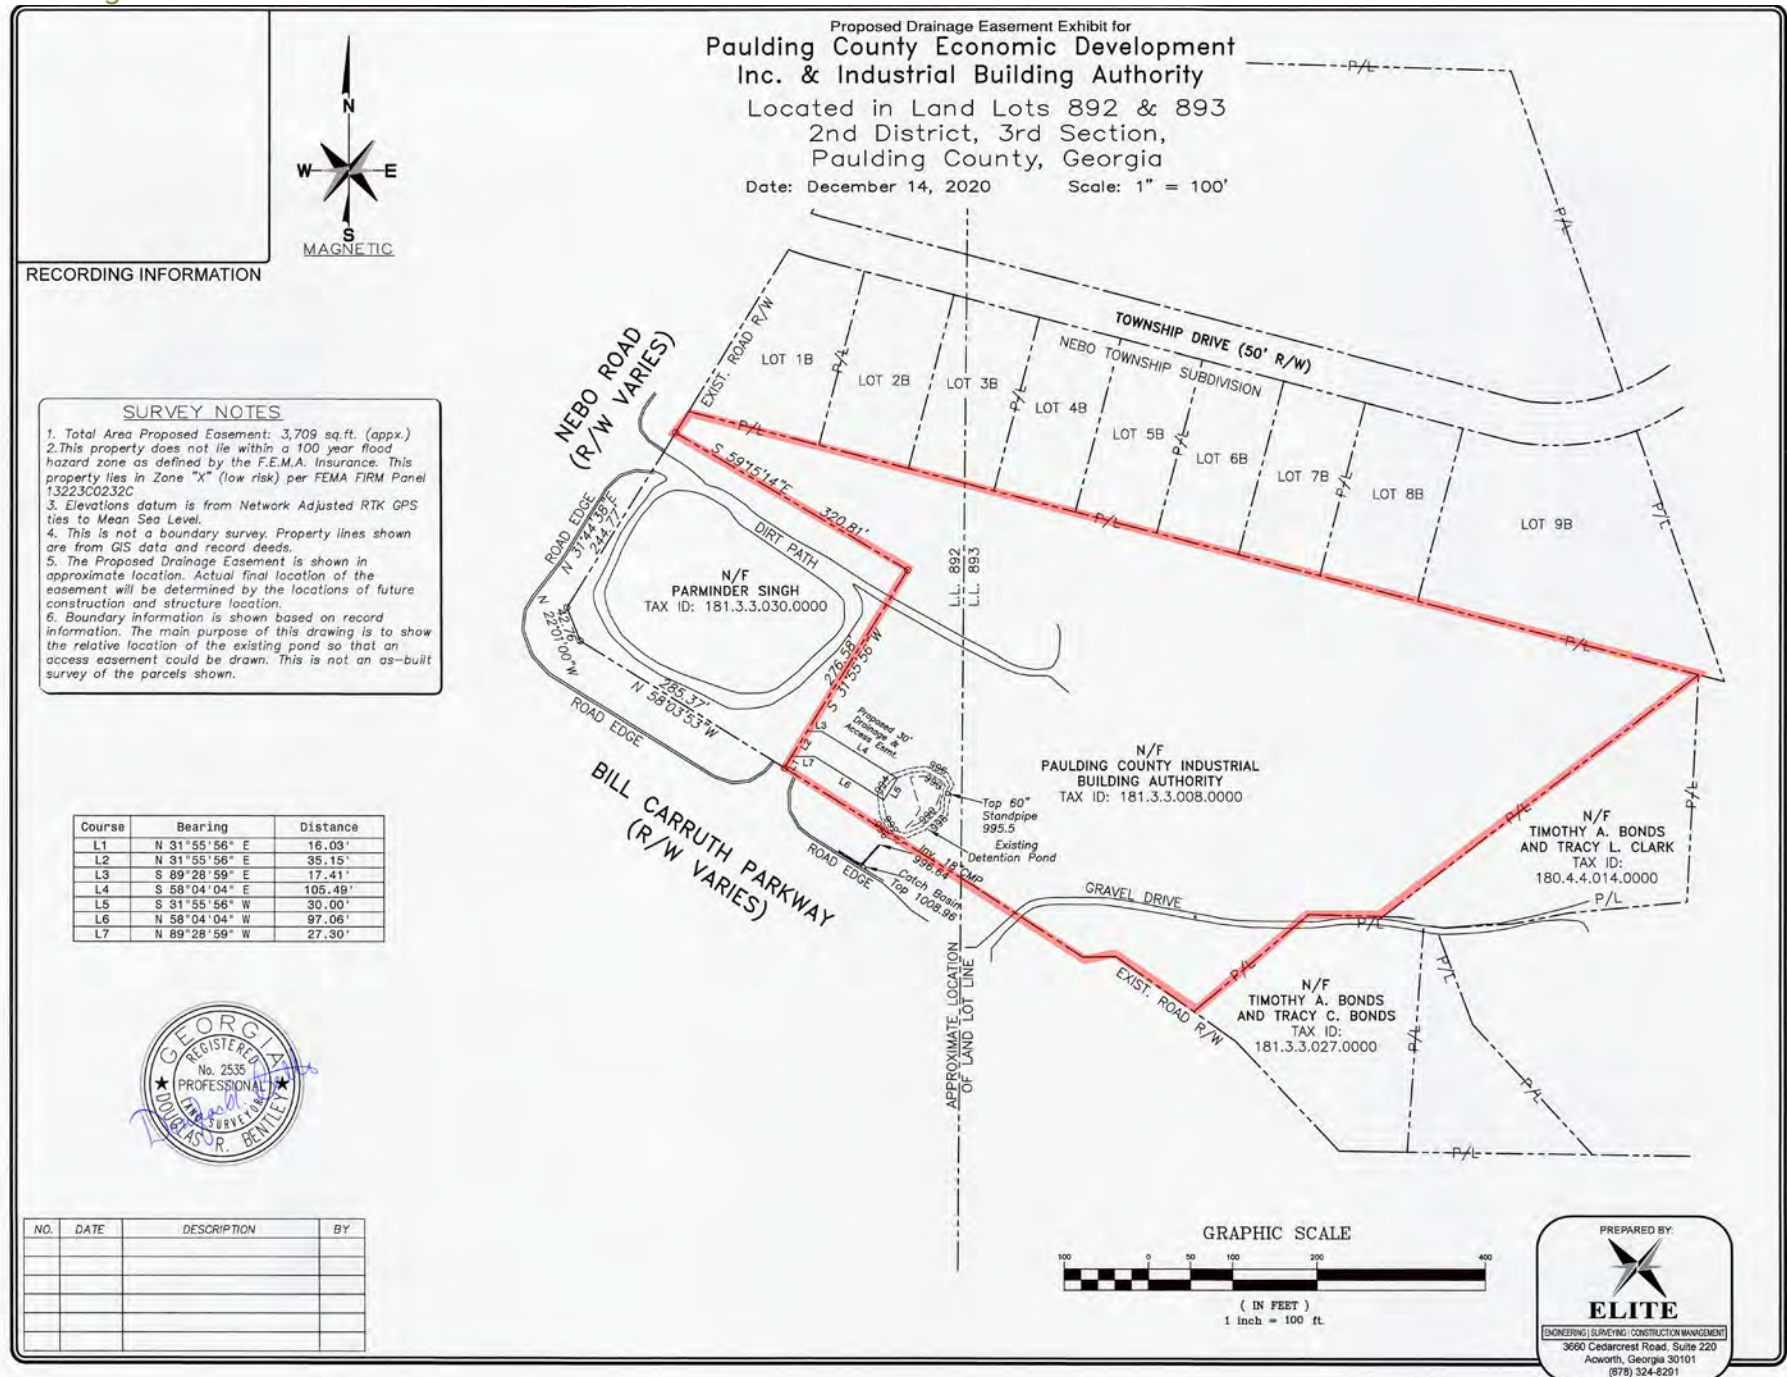 Proposed Drainage Easement Exhibit for
Paulding County Economic Development
Inc. & Industrial Building Authority
Located in Land Lots 892 & 893
2nd District, 3rd Section,
Paulding County, Georgia
Date: December 14, 2020 Scale: 1" = 100'
N
W E
S
MAGNETIC
RECORDING INFORMATION
SURVEY NOTES
1. Total Area Proposed Easement: 3,709 sq.ft. (appx.)
2.This property does not lie within a 100 year flood
hazard zone as defined by the F.E.M.A. Insurance. This
property lies in Zone "X" (low risk) per FEMA FIRM Panel
13223C0232C
3. Elevations datum is from Network Adjusted RTK GPS
ties to Mean Sea Level.
4. This is not a boundary survey. Property lines shown
are from GIS data and record deeds.
5. The Proposed Drainage Easement is shown in
approximate location. Actual final location of the
easement will be determined by the locations of future
construction and structure location.
6. Boundary information is shown based on record
information. The main purpose of this drawing is to show
the relative location of the existing pond so that an
access easement could be drawn. This is not an as-built
survey of the parcels shown.
Course Bearing Distance
L1 N 31°55'56" E 16.03'
L2 N 31°55'56" E 35.15'
L3 S 89°28'59" E 17.41'
L4 S 58°04'04" E 105.49'
L5 S 31°55'56" W 30.00'
L6 N 58°04'04" W 97.06'
L7 N 89°28'59" W 27.30'
GEORGIA
REGISTERED
No. 2535
PROFESSIONAL
LAND SURVEYOR
DOUGLAS R. BENTLEY
NO. DATE DESCRIPTION BY
P/L
P/L
TOWNSHIP DRIVE (50' R/W)
NEBO TOWNSHIP SUBDIVISION
EXIST. ROAD R/W
LOT 1B
P/L
LOT 2B
LOT 3B
P/L
LOT 4B
LOT 5B
P/L
LOT 6B
LOT 7B
P/L
LOT 8B
LOT 9B
P/L
P/L
P/L
P/L
NEBO ROAD
(R/W VARIES)
S 59°15'14"E
320.81'
ROAD EDGE
N 31°44'38"E
244.77'
DIRT PATH
N/F
PARMINDER SINGH
TAX ID: 181.3.3.030.0000
L.L. 892
L.L. 893
42.76'
N 22°01'00"W
276.58'
S 31°55'56"W
285.37'
N 58°03'53"W
ROAD EDGE
BILL CARRUTH PARKWAY
(R/W VARIES)
Proposed 30'
Drainage &
Access Esmt.
L1
L2
L3
L4
L5
L6
L7
Top 60"
Standpipe
995.5
Existing
Detention Pond
Inv. 18"CMP
996.64
Catch Basin
Top 1008.96
ROAD EDGE
N/F
PAULDING COUNTY INDUSTRIAL
BUILDING AUTHORITY
TAX ID: 181.3.3.008.0000
P/L
P/L
N/F
TIMOTHY A. BONDS
AND TRACY L. CLARK
TAX ID:
180.4.4.014.0000
P/L
GRAVEL DRIVE
P/L
P/L
P/L
EXIST. ROAD R/W
N/F
TIMOTHY A. BONDS
AND TRACY C. BONDS
TAX ID:
181.3.3.027.0000
P/L
P/L
P/L
APPROXIMATE LOCATION
OF LAND LOT LINE
GRAPHIC SCALE
100 0 50 100 200 400
( IN FEET )
1 inch = 100 ft.
PREPARED BY:
ELITE
ENGINEERING | SURVEYING | CONSTRUCTION MANAGEMENT
3660 Cedarcrest Road, Suite 220
Acworth, Georgia 30101
(678) 324-8291